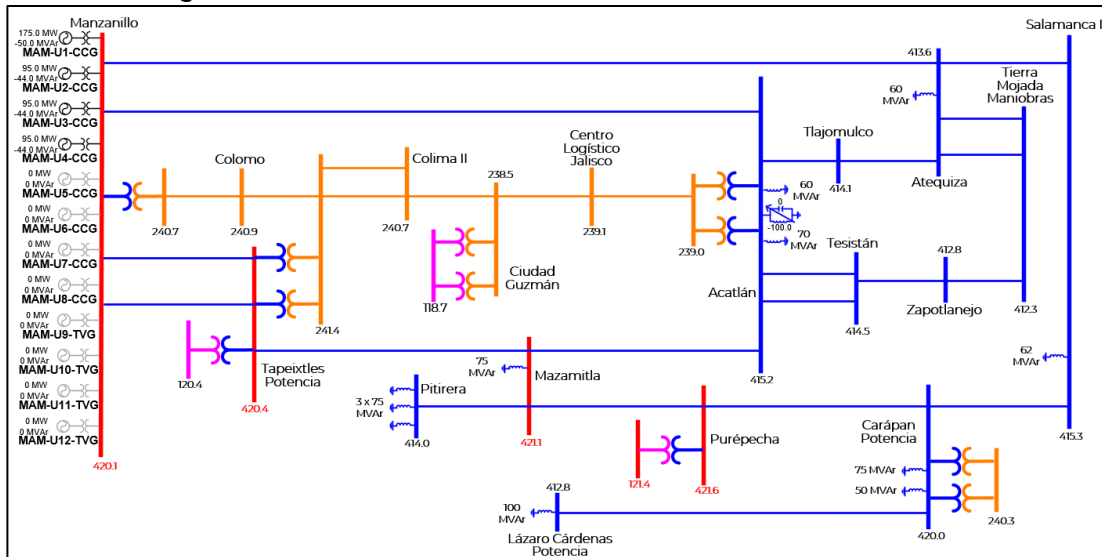 Manzanillo
175.0 MW
-50.0 MVAr
MAM-U1-CCG
95.0 MW
-44.0 MVAr
MAM-U2-CCG
95.0 MW
-44.0 MVAr
MAM-U3-CCG
95.0 MW
-44.0 MVAr
MAM-U4-CCG
0 MW
0 MVAr
MAM-U5-CCG
0 MW
0 MVAr
MAM-U6-CCG
0 MW
0 MVAr
MAM-U7-CCG
0 MW
0 MVAr
MAM-U8-CCG
0 MW
0 MVAr
MAM-U9-TVG
0 MW
0 MVAr
MAM-U10-TVG
0 MW
0 MVAr
MAM-U11-TVG
0 MW
0 MVAr
MAM-U12-TVG
420.1
240.7
Colomo
240.9
120.4
Tapeixtles
Potencia
420.4
241.4
Colima II
240.7
238.5
118.7
Ciudad
Guzmán
Centro
Logístico
Jalisco
239.1
239.0
60
MVAr
0
-100.0
70
MVAr
Acatlán
415.2
Tlajomulco
414.1
413.6
60
MVAr
Atequiza
Tierra
Mojada
Maniobras
412.3
Tesistán
414.5
412.8
Zapotlanejo
Salamanca I
62
MVAr
415.3
Pitirera
3 x 75
MVAr
414.0
75
MVAr
Mazamitla
421.1
Purépecha
121.4
421.6
Carápan
Potencia
75 MVAr
50 MVAr
420.0
240.3
412.8
100
MVAr
Lázaro Cárdenas
Potencia